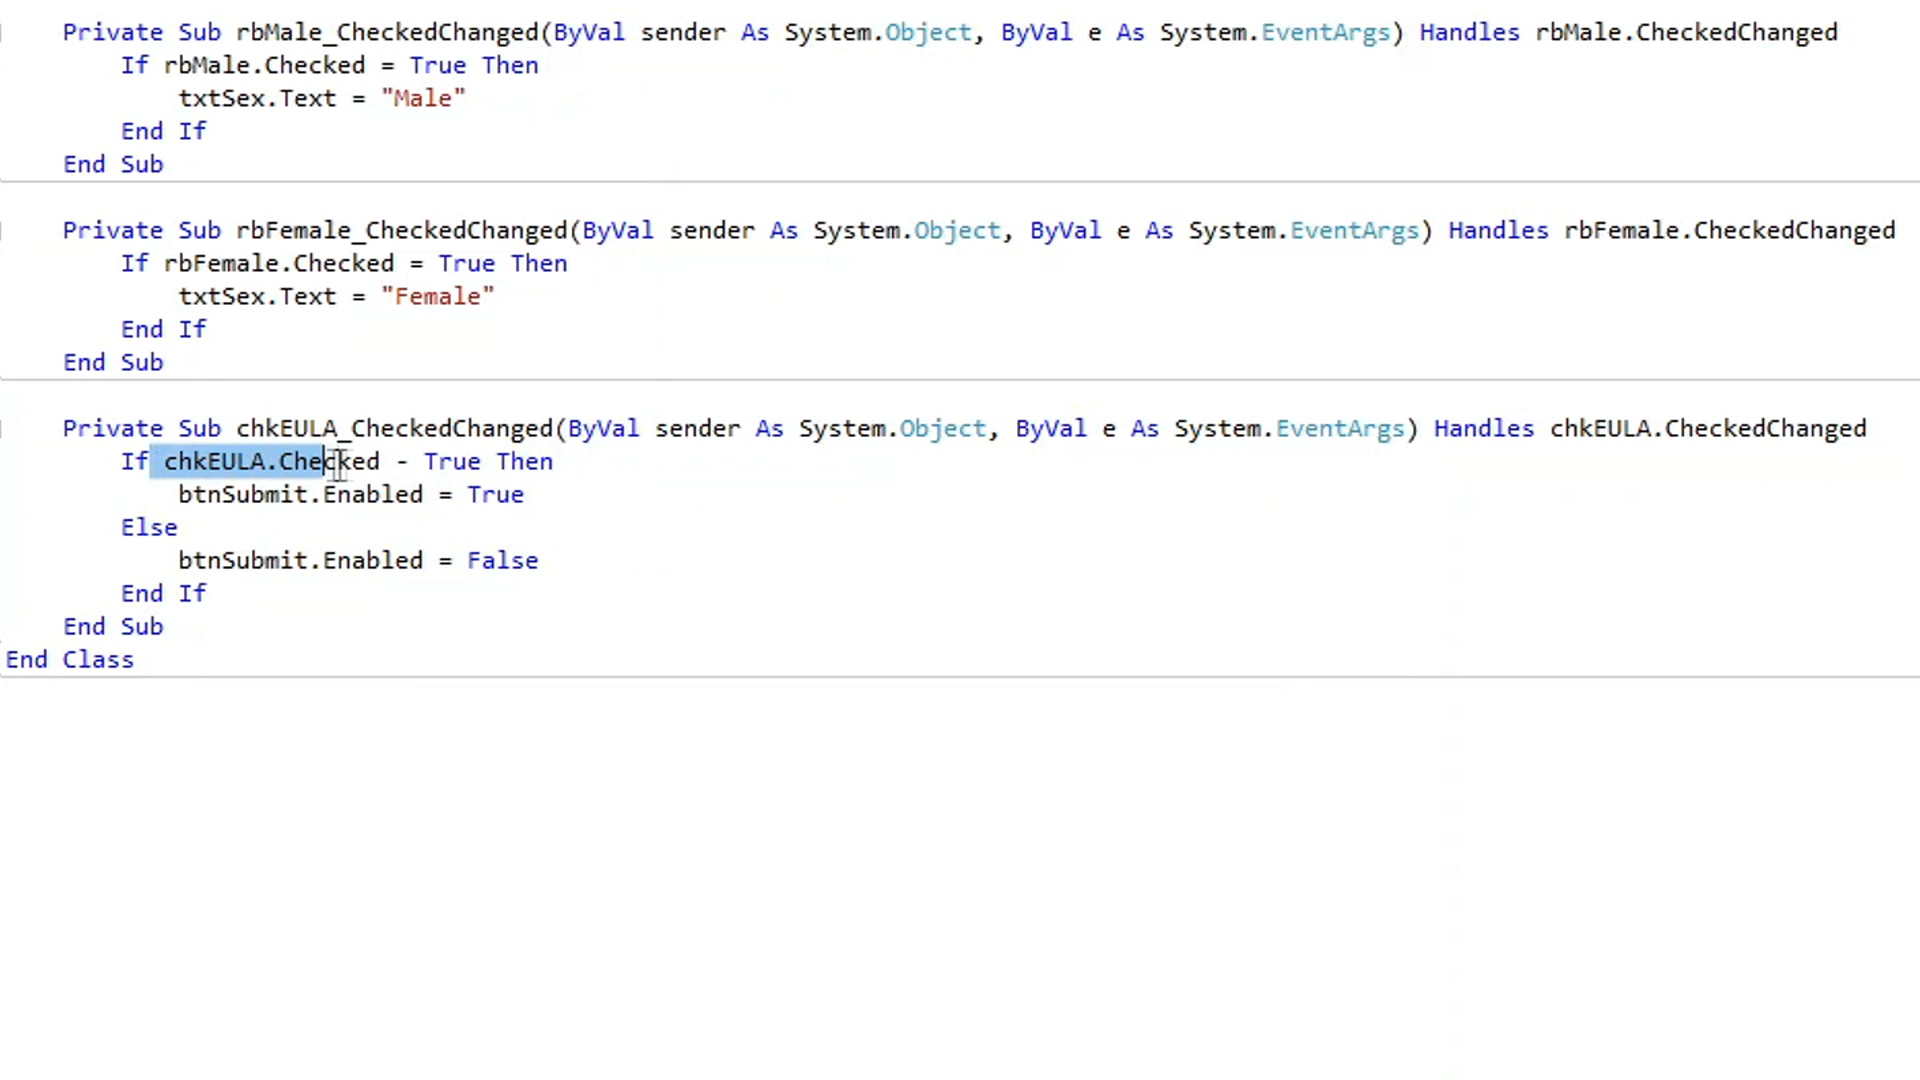 Private Sub rbMale_CheckedChanged(ByVal sender As System.Object, ByVal e As System.EventArgs) Handles rbMale.CheckedChanged
If rbMale.Checked = True Then
txtSex.Text = "Male"
End If
End Sub
Private Sub rbFemale_CheckedChanged(ByVal sender As System.Object, ByVal e As System.EventArgs) Handles rbFemale.CheckedChanged
If rbFemale.Checked = True Then
txtSex.Text = "Female"
End If
End Sub
Private Sub chkEULA_CheckedChanged(ByVal sender As System.Object, ByVal e As System.EventArgs) Handles chkEULA.CheckedChanged
If chkEULA.Checked - True Then
btnSubmit.Enabled = True
Else
btnSubmit.Enabled = False
End If
End Sub
End Class